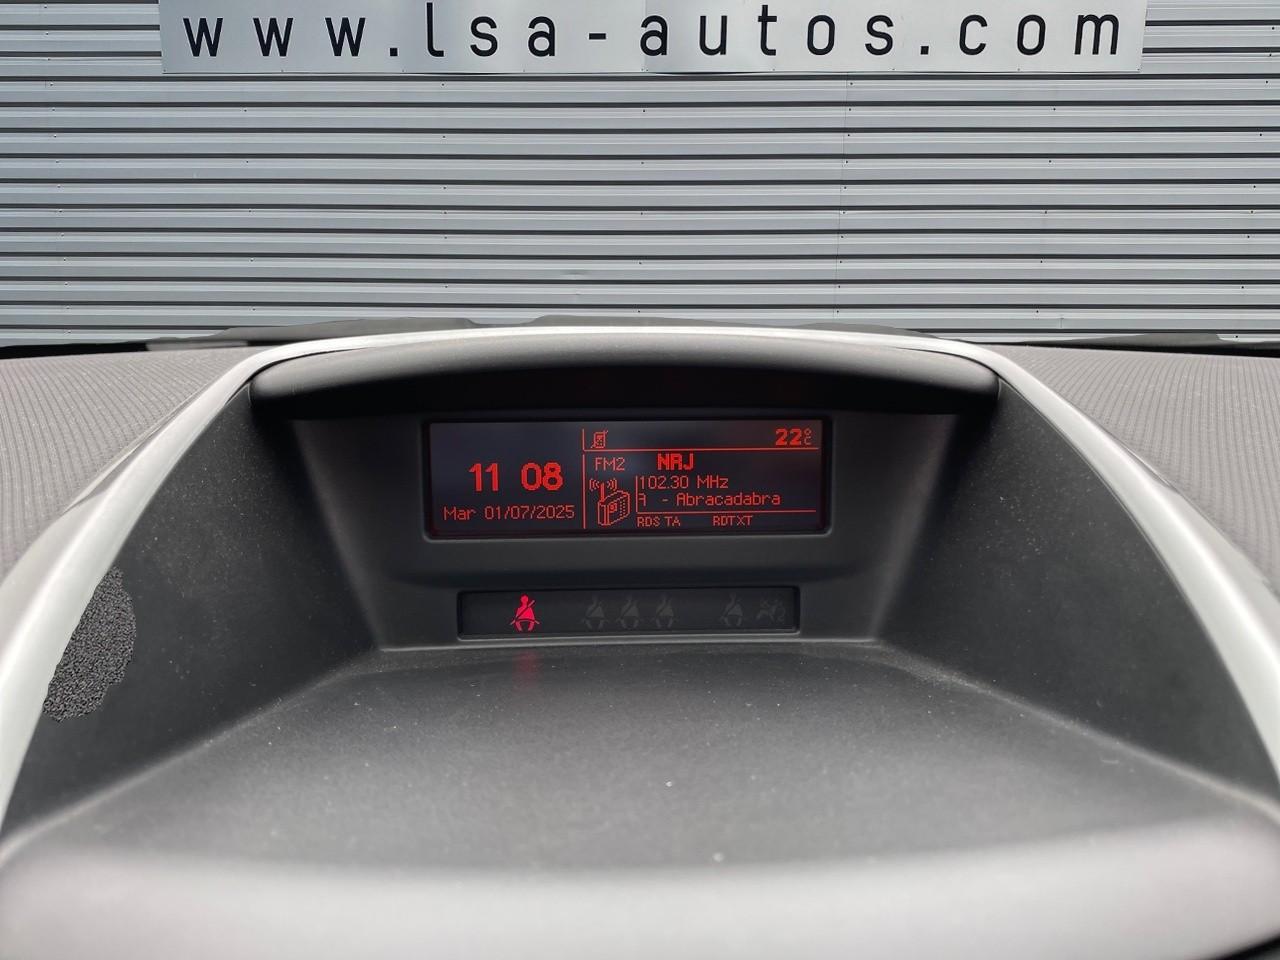 www.lsa-autos.com
22°C
FM2 NRJ
11 08
102.30 MHz
- Abracadabra
Mar 01/07/2025
RDS TA RDTXT